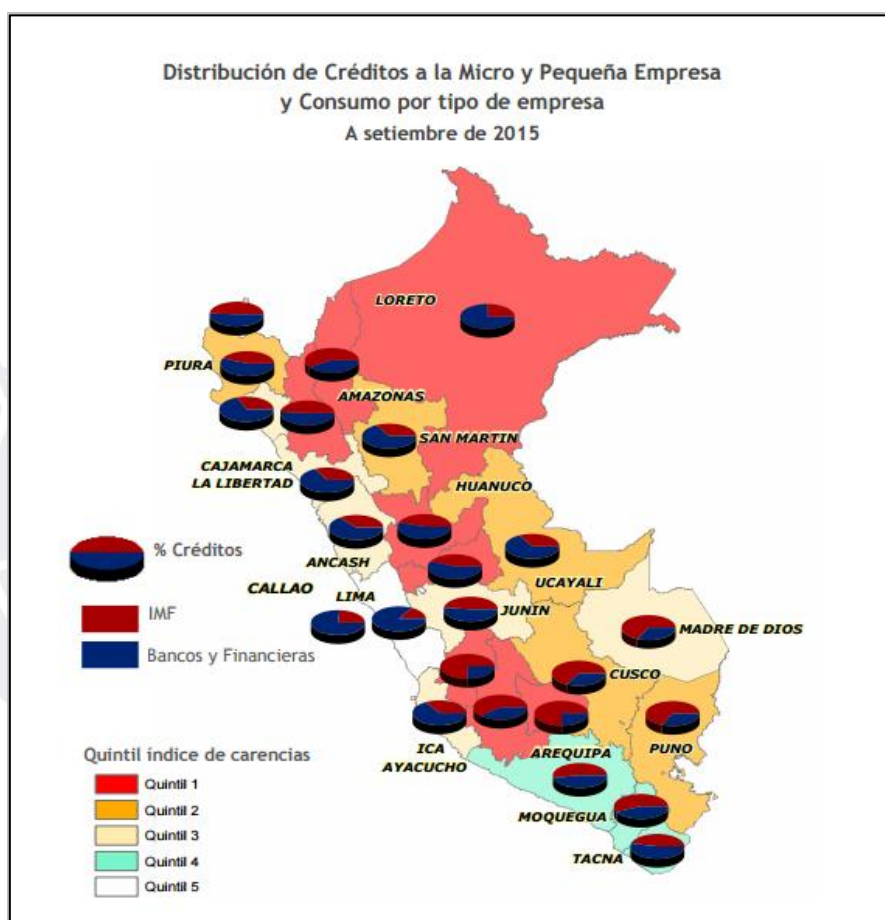 Distribución de Créditos a la Micro y Pequeña Empresa
y Consumo por tipo de empresa
A setiembre de 2015
LORETO
PIURA
AMAZONAS
SAN MARTIN
CAJAMARCA
LA LIBERTAD
HUANUCO
% Créditos
ANCASH
UCAYALI
CALLAO
LIMA
JUNIN
IMF
MADRE DE DIOS
Bancos y Financieras
CUSCO
ICA
AYACUCHO
AREQUIPA
PUNO
Quintil índice de carencias
Quintil 1
Quintil 2
Quintil 3
Quintil 4
Quintil 5
MOQUEGUA
TACNA